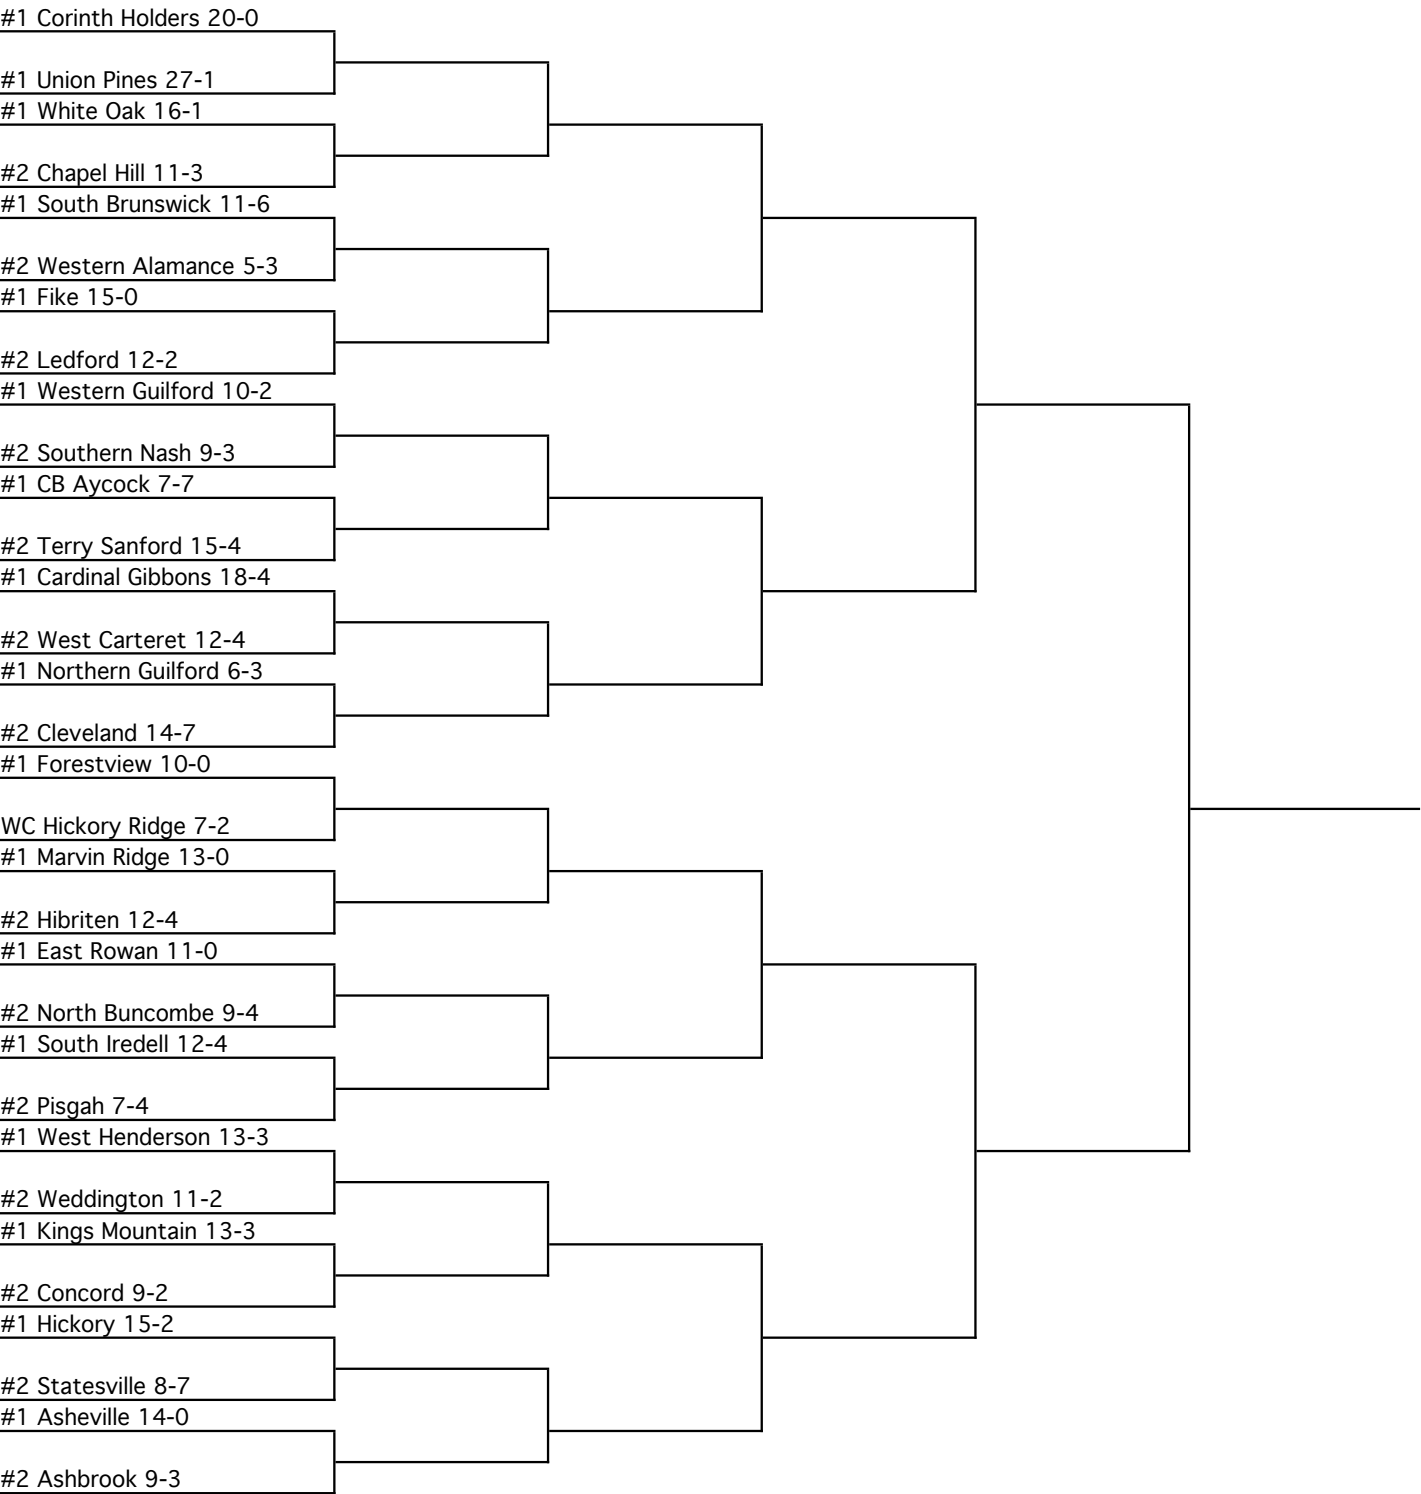 #1 Corinth Holders 20-0
#1 Union Pines 27-1
#1 White Oak 16-1
#2 Chapel Hill 11-3
#1 South Brunswick 11-6
#2 Western Alamance 5-3
#1 Fike 15-0
#2 Ledford 12-2
#1 Western Guilford 10-2
#2 Southern Nash 9-3
#1 CB Aycock 7-7
#2 Terry Sanford 15-4
#1 Cardinal Gibbons 18-4
#2 West Carteret 12-4
#1 Northern Guilford 6-3
#2 Cleveland 14-7
#1 Forestview 10-0
WC Hickory Ridge 7-2
#1 Marvin Ridge 13-0
#2 Hibriten 12-4
#1 East Rowan 11-0
#2 North Buncombe 9-4
#1 South Iredell 12-4
#2 Pisgah 7-4
#1 West Henderson 13-3
#2 Weddington 11-2
#1 Kings Mountain 13-3
#2 Concord 9-2
#1 Hickory 15-2
#2 Statesville 8-7
#1 Asheville 14-0
#2 Ashbrook 9-3